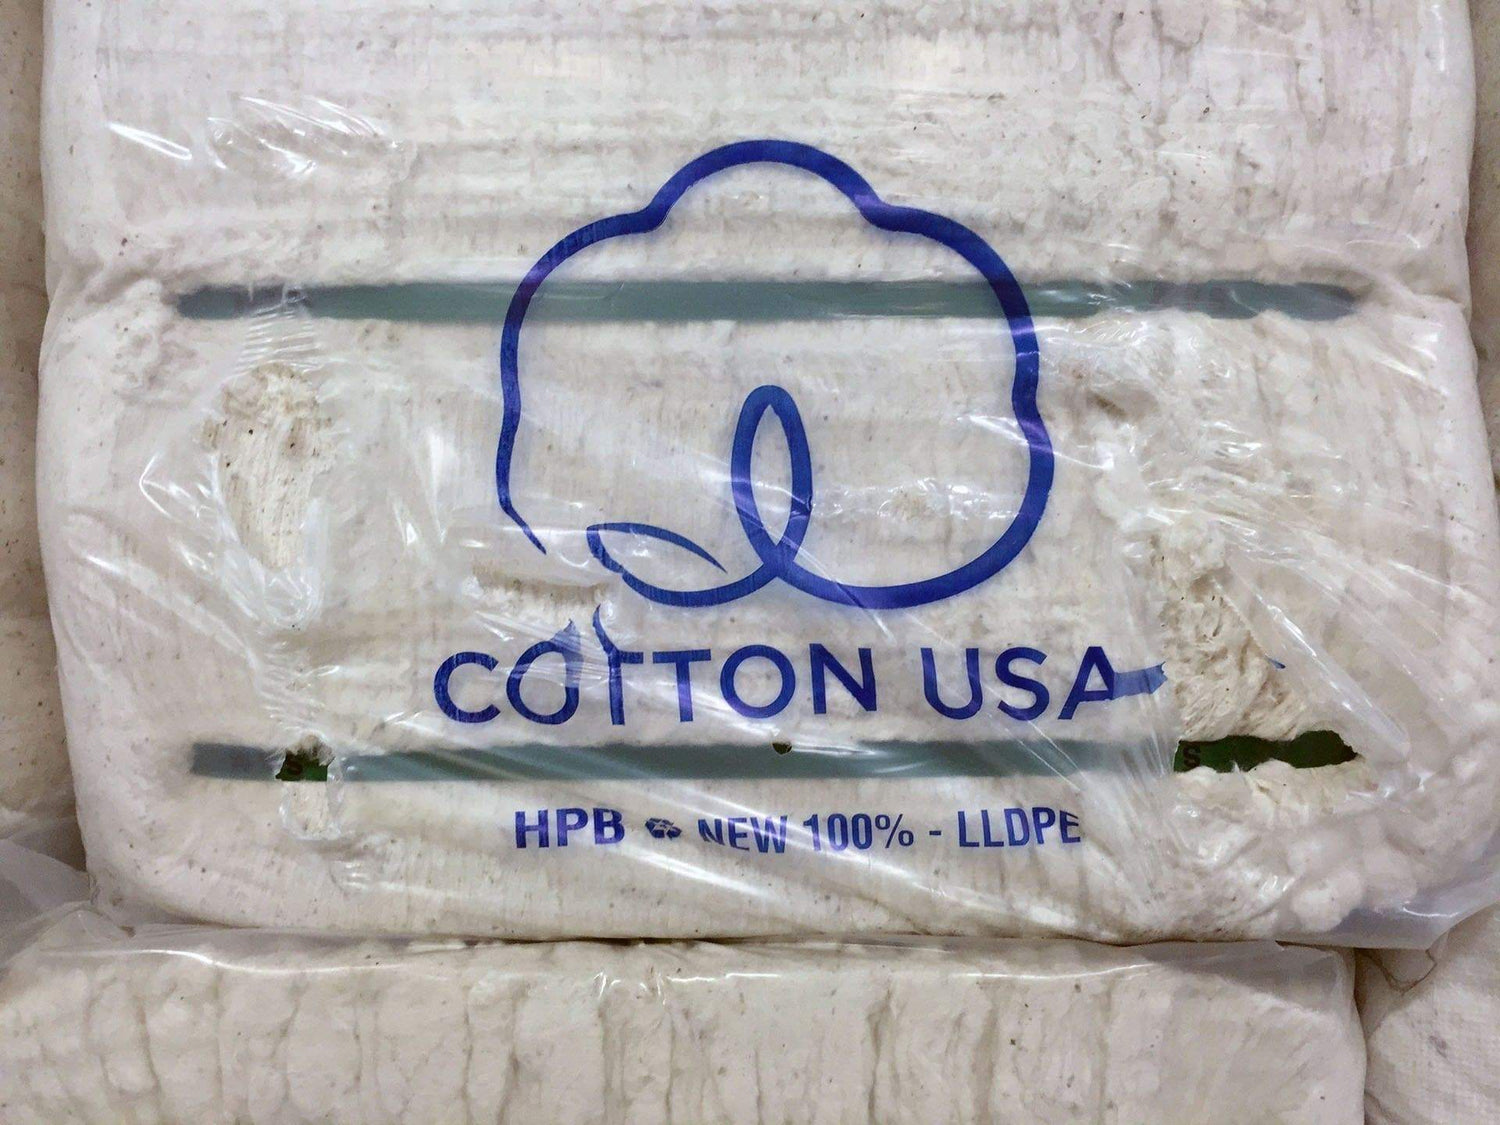 COTTON USA
S S
HPB ♻ NEW 100% - LLDPE